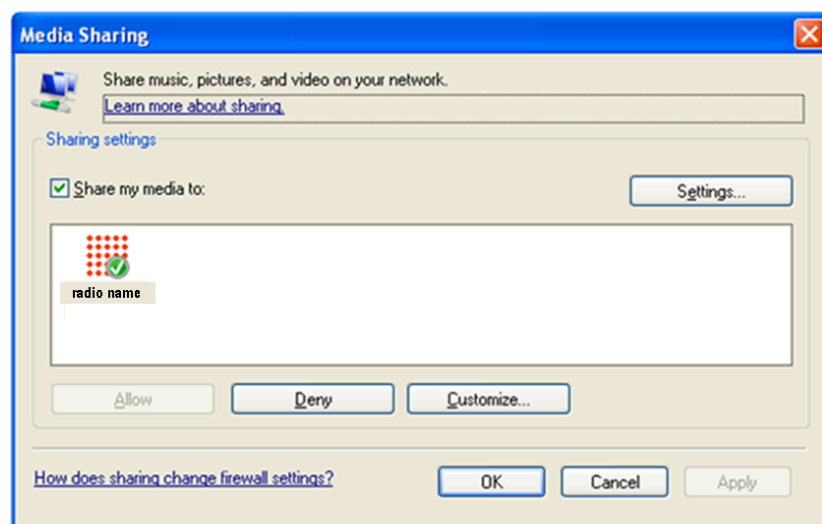 Media Sharing
Share music, pictures, and video on your network.
Learn more about sharing.
Sharing settings
Share my media to:
Settings...
radio name
Allow
Deny
Customize...
How does sharing change firewall settings?
OK
Cancel
Apply